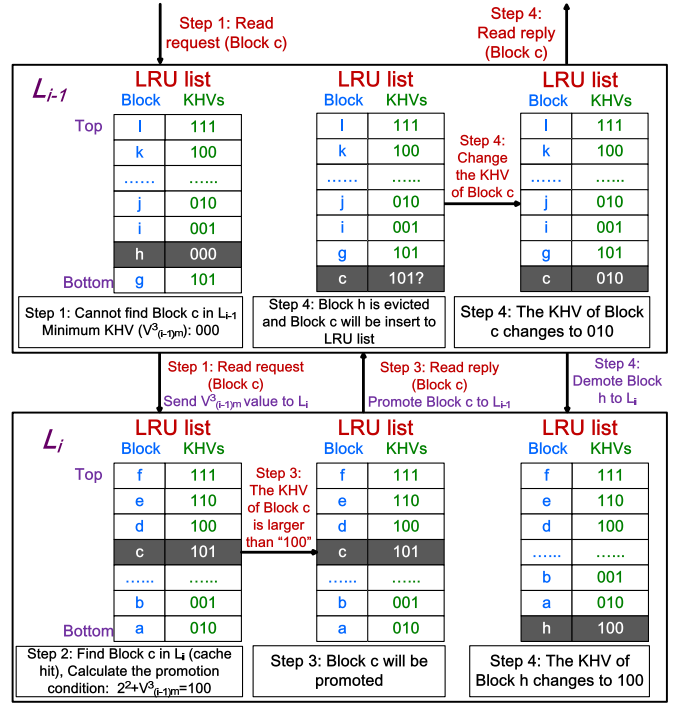 Step 1: Read
request (Block c)
Step 4:
Read reply
(Block c)
Li-1
LRU list
Block KHVs
Top
l 111
k 100
...... ......
j 010
i 001
h 000
Bottom
g 101
Step 1: Cannot find Block c in Li-1
Minimum KHV (V³(i-1)m): 000
LRU list
Block KHVs
l 111
k 100
...... ......
j 010
i 001
g 101
c 101?
Step 4: Block h is evicted
and Block c will be insert to
LRU list
Step 4:
Change
the KHV
of Block c
LRU list
Block KHVs
l 111
k 100
...... ......
j 010
i 001
g 101
c 010
Step 4: The KHV of Block
c changes to 010
Step 1: Read request
(Block c)
Send V³(i-1)m value to Li
Step 3: Read reply
(Block c)
Promote Block c to Li-1
Step 4:
Demote Block
h to Li
Li
LRU list
Block KHVs
Top
f 111
e 110
d 100
c 101
...... ......
b 001
Bottom
a 010
Step 2: Find Block c in Li (cache
hit), Calculate the promotion
condition: 2²+V³(i-1)m=100
Step 3:
The KHV
of Block c
is larger
than “100”
LRU list
Block KHVs
f 111
e 110
d 100
c 101
...... ......
b 001
a 010
Step 3: Block c will be
promoted
LRU list
Block KHVs
f 111
e 110
d 100
...... ......
b 001
a 010
h 100
Step 4: The KHV of
Block h changes to 100